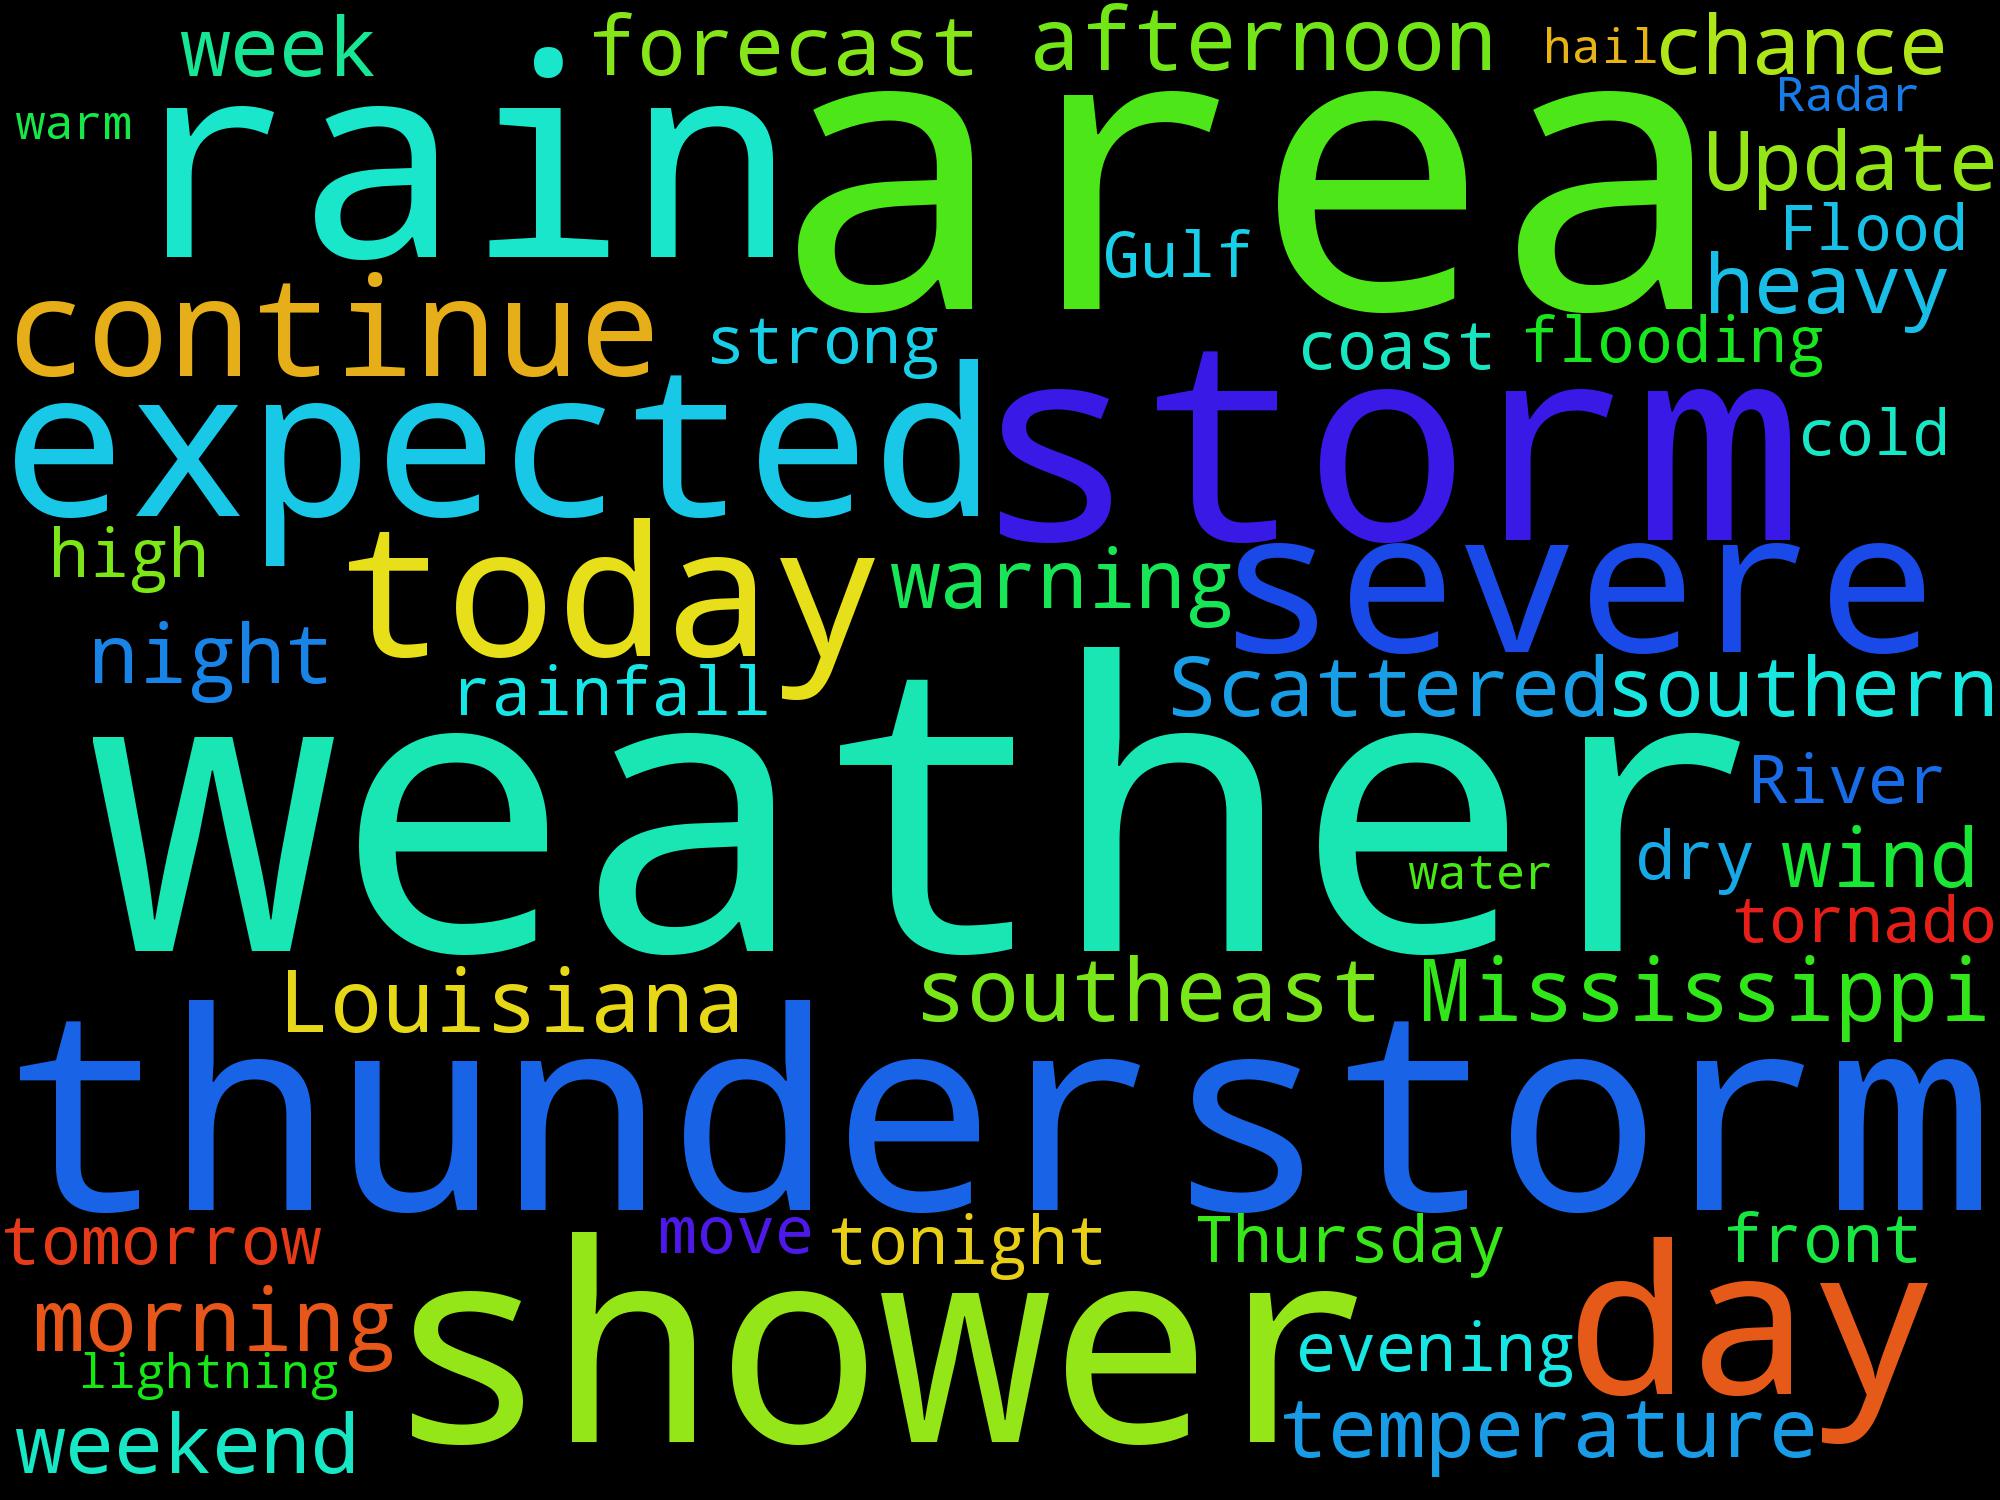 week forecast afternoon hail chance
warm rain area Radar
Update
Gulf Flood
heavy
continue strong coast flooding
expected storm cold
high today warning severe
night rainfall Scattered southern
weather River
water dry wind
tornado
Louisiana southeast Mississippi
thunderstorm
tomorrow move tonight Thursday front
morning shower evening day
lightning
weekend temperature